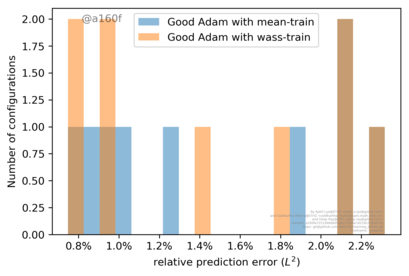 @a160f
Good Adam with mean-train
Good Adam with wass-train
Number of configurations
2.00
1.75
1.50
1.25
1.00
0.75
0.50
0.25
0.00
0.8% 1.0% 1.2% 1.4% 1.6% 1.8% 2.0% 2.2%
relative prediction error (L²)